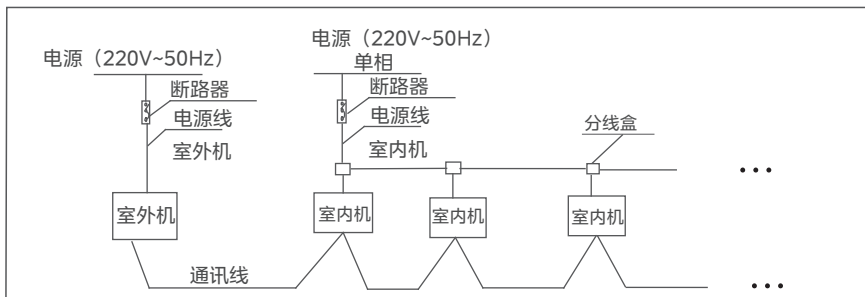 电源（220V~50Hz）
断路器
电源线
室外机
室外机
电源（220V~50Hz）
单相
断路器
电源线
室内机
分线盒
室内机
室内机
室内机
通讯线